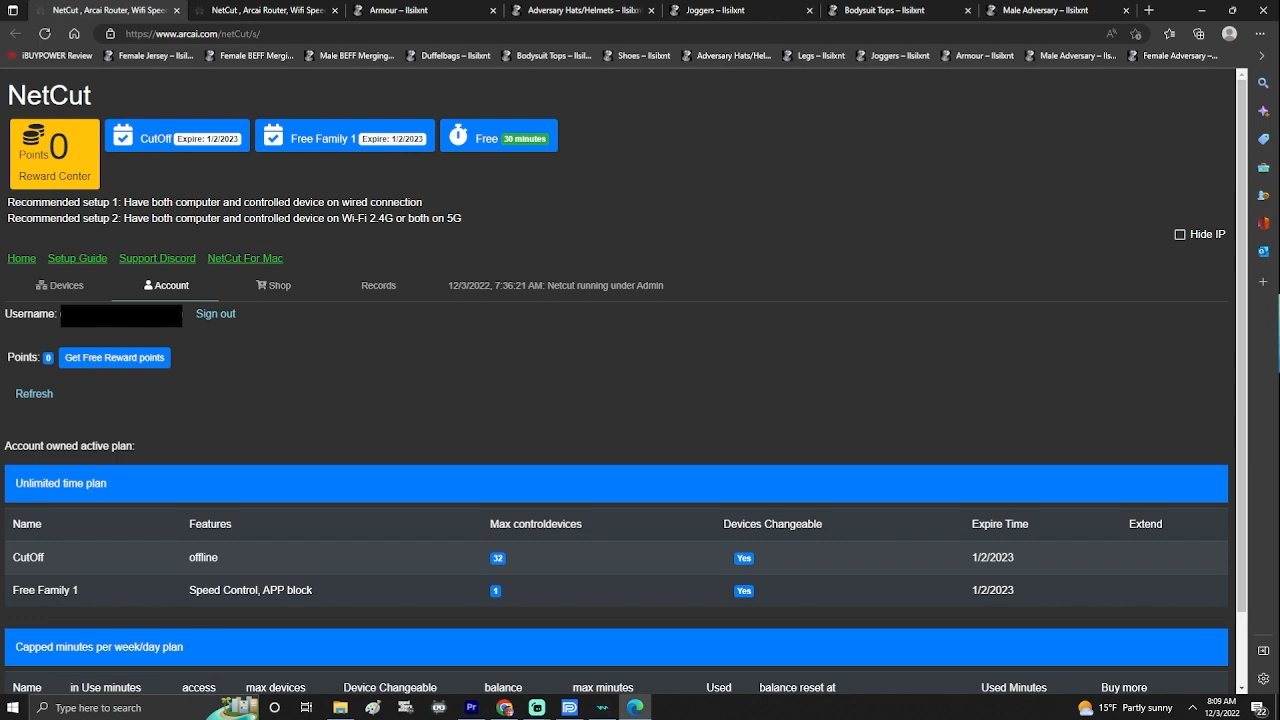 NetCut , Arcai Router, Wifi Spee
NetCut , Arcai Router, Wifi Spee
Armour – llsilxnt
Adversary Hats/Helmets – llsilxn
Joggers – llsilxnt
Bodysuit Tops – llsilxnt
Male Adversary – llsilxnt
https://www.arcai.com/netCut/s/
iBUYPOWER Review
Female Jersey – llsil...
Female BEFF Mergi...
Male BEFF Merging...
Duffelbags – llsilxnt
Bodysuit Tops – llsil...
Shoes – llsilxnt
Adversary Hats/Hel...
Legs – llsilxnt
Joggers – llsilxnt
Armour – llsilxnt
Male Adversary – lls...
Female Adversary –...
NetCut
Points 0
Reward Center
CutOff Expire: 1/2/2023
Free Family 1 Expire: 1/2/2023
Free 30 minutes
Recommended setup 1: Have both computer and controlled device on wired connection
Recommended setup 2: Have both computer and controlled device on Wi-Fi 2.4G or both on 5G
Hide IP
Home Setup Guide Support Discord NetCut For Mac
Devices Account Shop Records 12/3/2022, 7:36:21 AM: Netcut running under Admin
Username: Sign out
Points: 0 Get Free Reward points
Refresh
Account owned active plan:
Unlimited time plan
Name Features Max controldevices Devices Changeable Expire Time Extend
CutOff offline 32 Yes 1/2/2023
Free Family 1 Speed Control, APP block 1 Yes 1/2/2023
Capped minutes per week/day plan
Name in Use minutes access max devices Device Changeable balance max minutes Used balance reset at Used Minutes Buy more
Type here to search
Pr
15°F Partly sunny
8:09 AM
12/3/2022
22